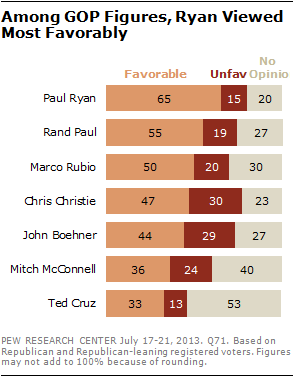 Among GOP Figures, Ryan Viewed
Most Favorably
No
Favorable Unfav Opinio
Paul Ryan 65 15 20
Rand Paul 55 19 27
Marco Rubio 50 20 30
Chris Christie 47 30 23
John Boehner 44 29 27
Mitch McConnell 36 24 40
Ted Cruz 33 13 53
PEW RESEARCH CENTER July 17-21, 2013. Q71. Based on
Republican and Republican-leaning registered voters. Figures
may not add to 100% because of rounding.